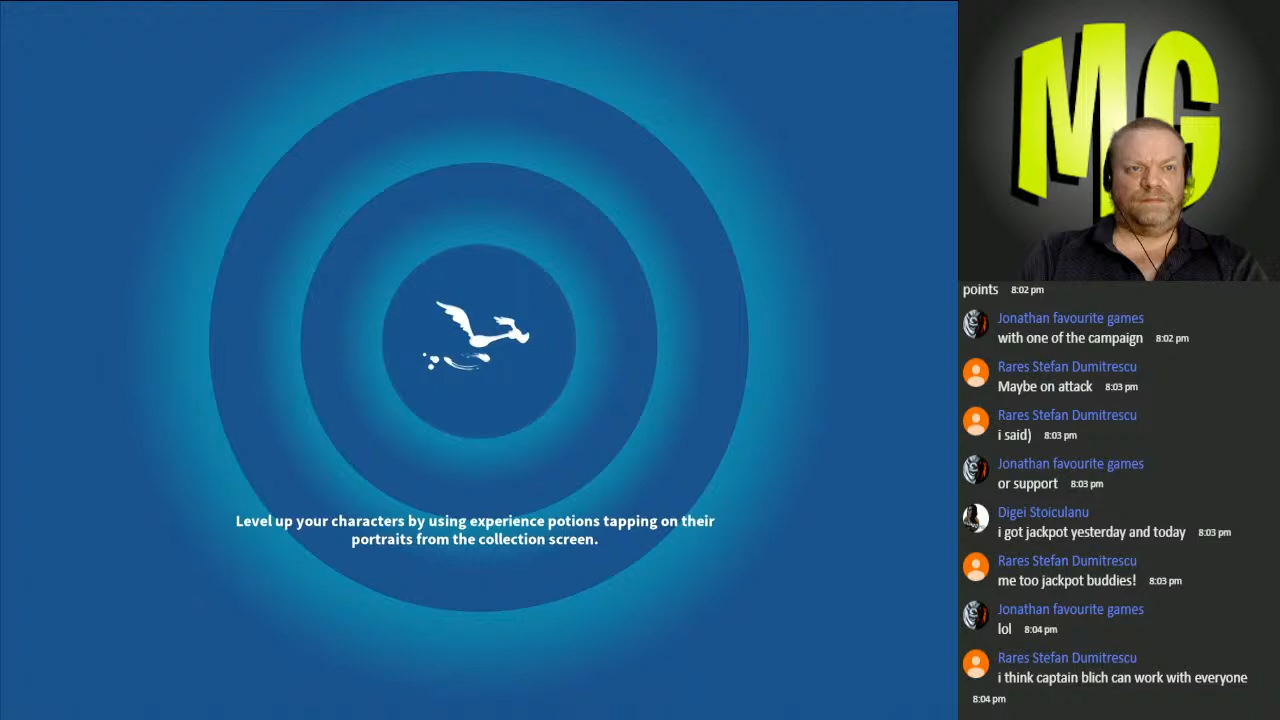 MG
Level up your characters by using experience potions tapping on their
portraits from the collection screen.
points 8:02 pm
Jonathan favourite games
with one of the campaign 8:02 pm
Rares Stefan Dumitrescu
Maybe on attack 8:03 pm
Rares Stefan Dumitrescu
i said) 8:03 pm
Jonathan favourite games
or support 8:03 pm
Digei Stoiculanu
i got jackpot yesterday and today 8:03 pm
Rares Stefan Dumitrescu
me too jackpot buddies! 8:03 pm
Jonathan favourite games
lol 8:04 pm
Rares Stefan Dumitrescu
i think captain blich can work with everyone
8:04 pm